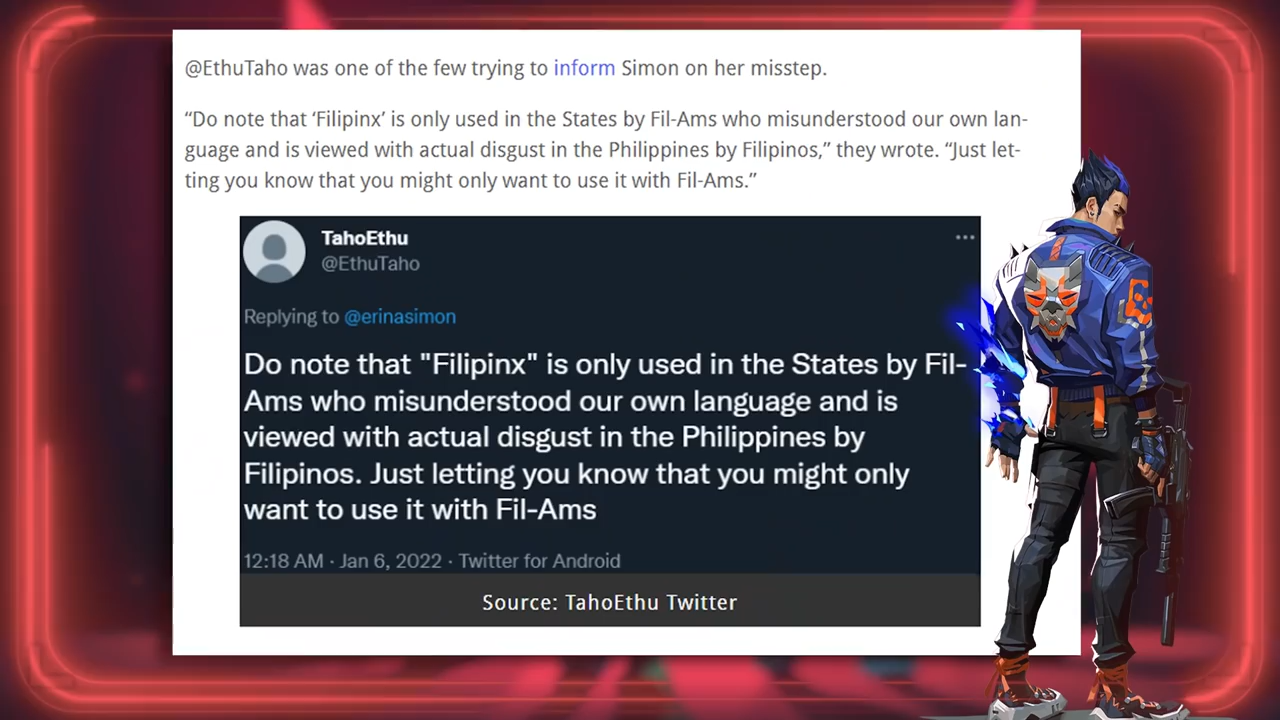 @EthuTaho was one of the few trying to inform Simon on her misstep.
“Do note that ‘Filipinx’ is only used in the States by Fil-Ams who misunderstood our own lan-
guage and is viewed with actual disgust in the Philippines by Filipinos,” they wrote. “Just let-
ting you know that you might only want to use it with Fil-Ams.”
TahoEthu
@EthuTaho
Replying to @erinasimon
Do note that "Filipinx" is only used in the States by Fil-
Ams who misunderstood our own language and is
viewed with actual disgust in the Philippines by
Filipinos. Just letting you know that you might only
want to use it with Fil-Ams
12:18 AM · Jan 6, 2022 · Twitter for Android
Source: TahoEthu Twitter